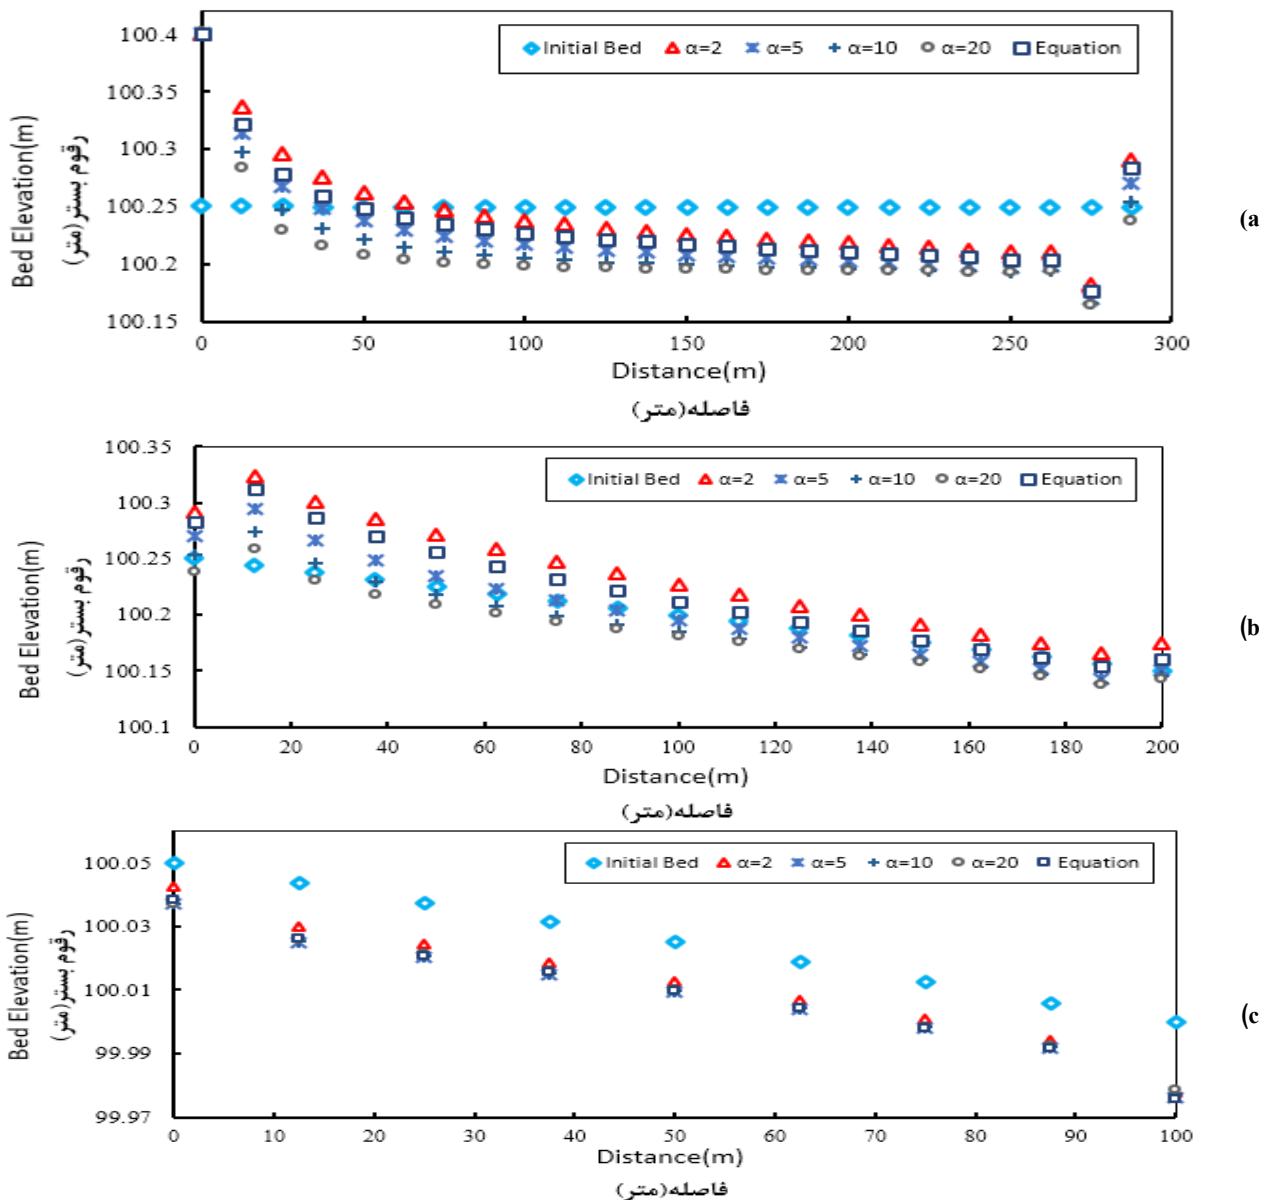 100.4
100.35
100.3
100.25
100.2
100.15
Bed Elevation(m)
رقوم بستر(متر)
Initial Bed α=2 α=5 α=10 α=20 Equation
0 50 100 150 200 250 300
Distance(m)
فاصله(متر)
(a
100.35
100.3
100.25
100.2
100.15
100.1
Bed Elevation(m)
رقوم بستر(متر)
Initial Bed α=2 α=5 α=10 α=20 Equation
0 20 40 60 80 100 120 140 160 180 200
Distance(m)
فاصله(متر)
(b
100.05
100.03
100.01
99.99
99.97
Bed Elevation(m)
رقوم بستر(متر)
Initial Bed α=2 α=5 α=10 α=20 Equation
0 10 20 30 40 50 60 70 80 90 100
Distance(m)
فاصله(متر)
(c